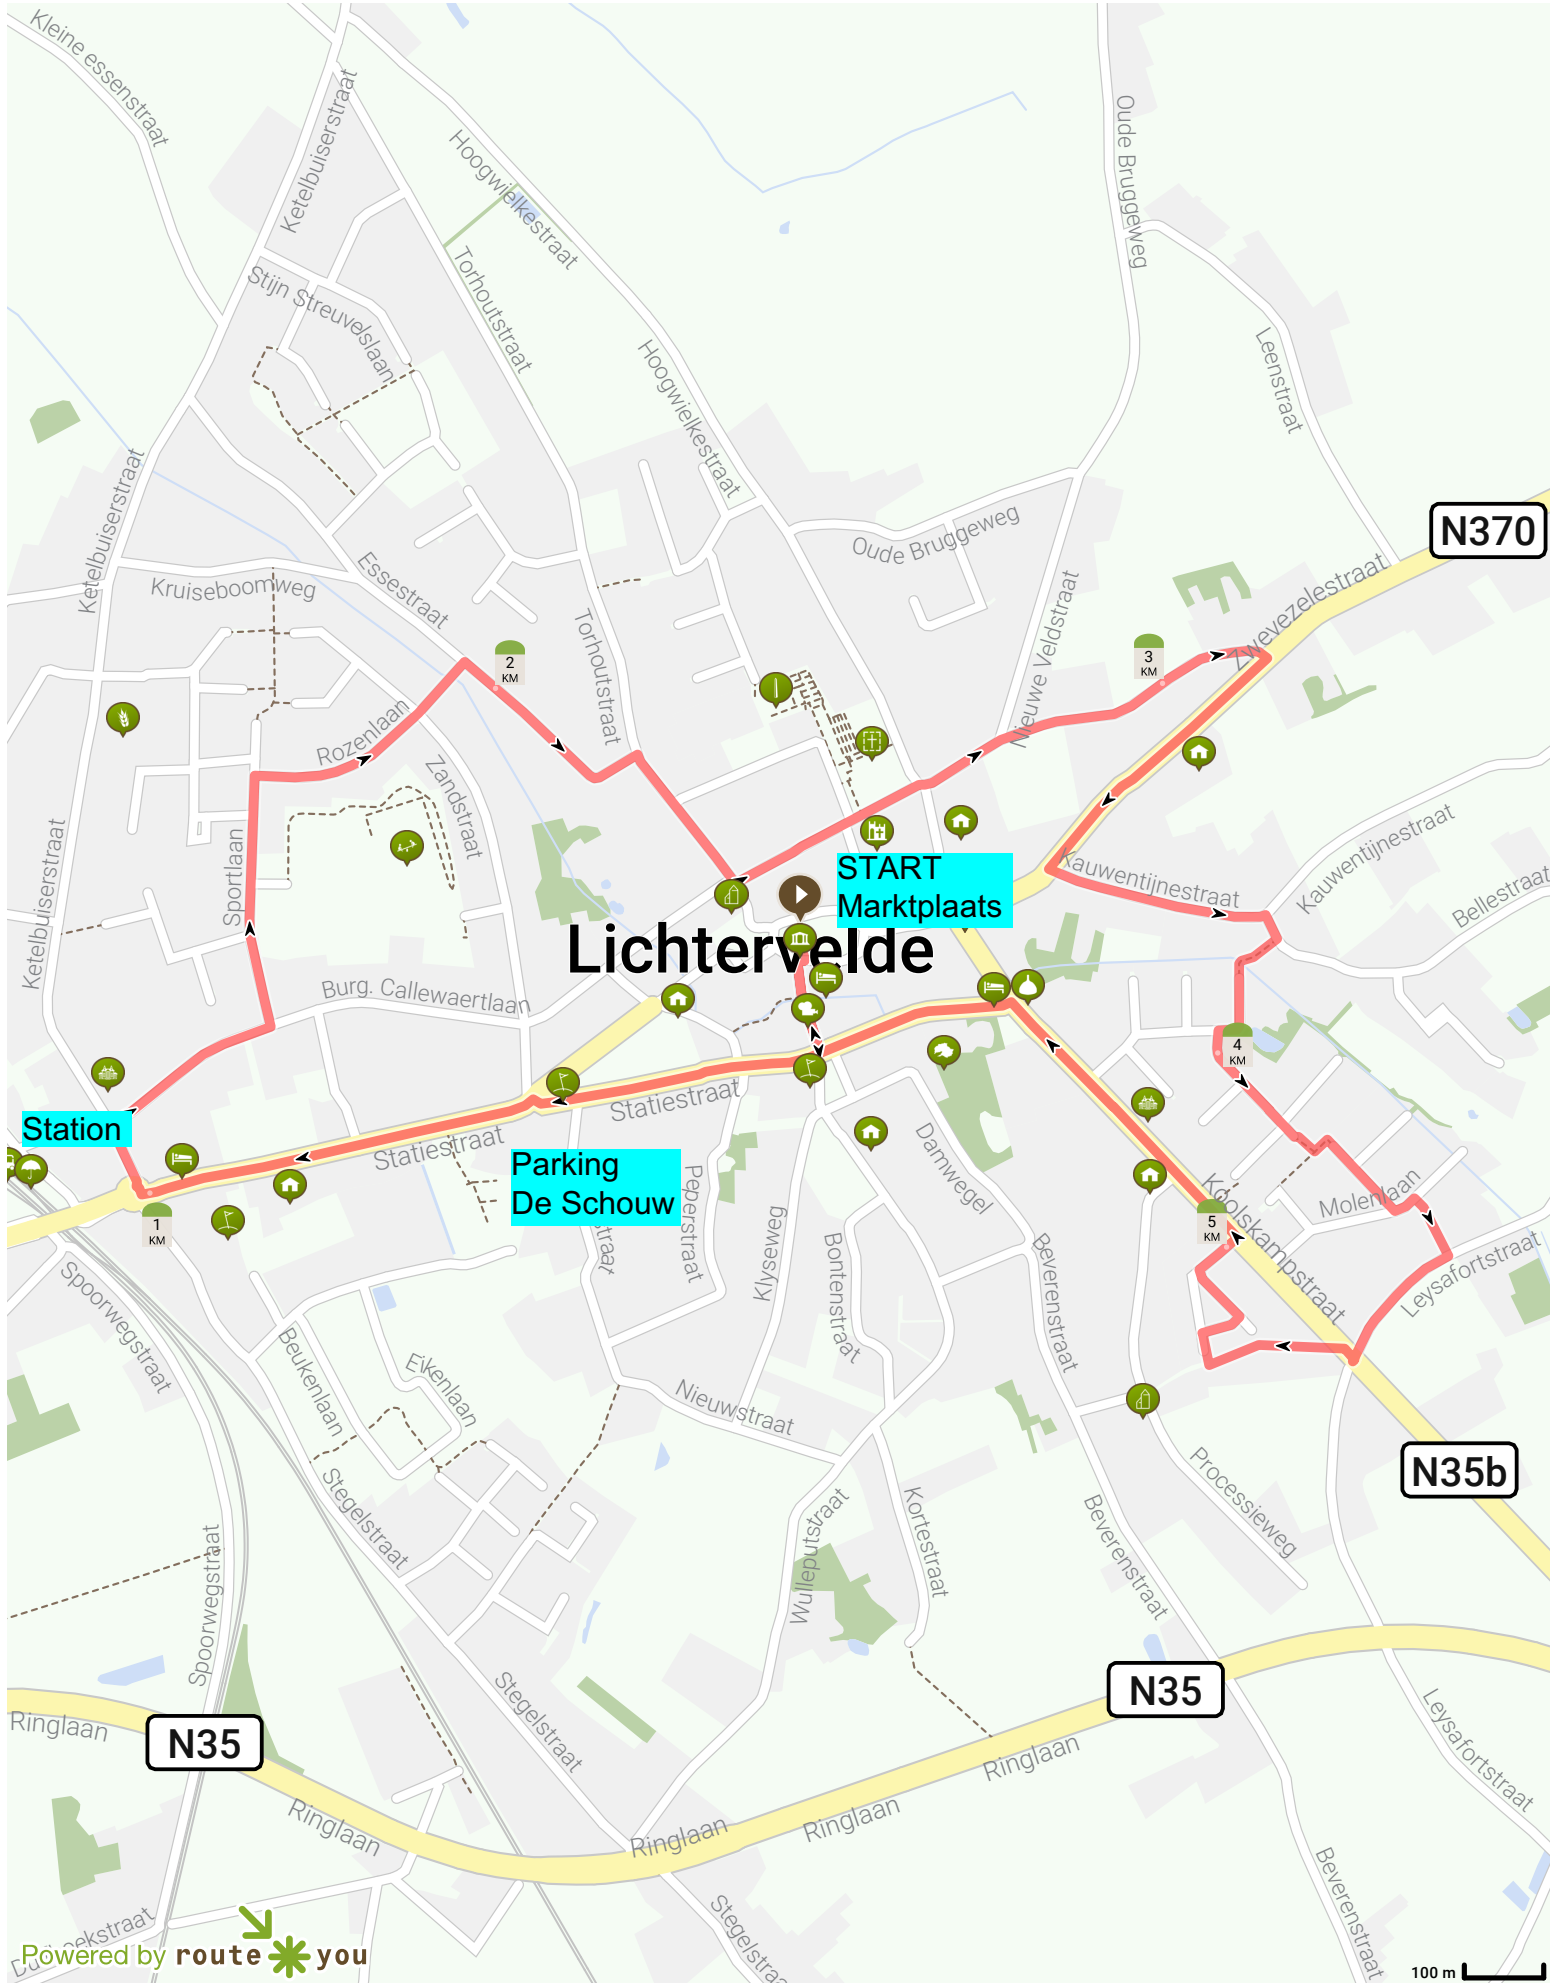 Kleine essenstraat
Ketelbuiserstraat
Hoogwielkestraat
Oude Bruggeweg
Torhoutstraat
Stijn Streuvelslaan
Hoogwielkestraat
Leenstraat
Ketelbuiserstraat
N370
Oude Bruggeweg
Kruiseboomweg
Essestraat
Torhoutstraat
Nieuwe Veldstraat
Zwevezelestraat
2
KM
3
KM
Rozenlaan
Zandstraat
Ketelbuiserstraat
Sportlaan
START
Marktplaats
Kauwentijnestraat
Kauwentijnestraat
Bellestraat
Lichtervelde
Burg. Callewaertlaan
4
KM
Station
Statiestraat
Statiestraat
Parking
De Schouw
Peperstraat
straat
Damwegel
Molenlaan
Koolskampstraat
1
KM
5
KM
Klyseweg
Bontenstraat
Beverenstraat
Leysafortstraat
Spoorwegstraat
Beukenlaan
Eikenlaan
Nieuwstraat
N35b
Stegelstraat
Wulleputstraat
Kortestraat
Processieweg
Beverenstraat
Spoorwegstraat
Stegelstraat
N35
Leysafortstraat
Ringlaan
N35
Ringlaan
Ringlaan
Ringlaan
Ringlaan
Beverenstraat
Stegelstraat
Powered by route you
100 m